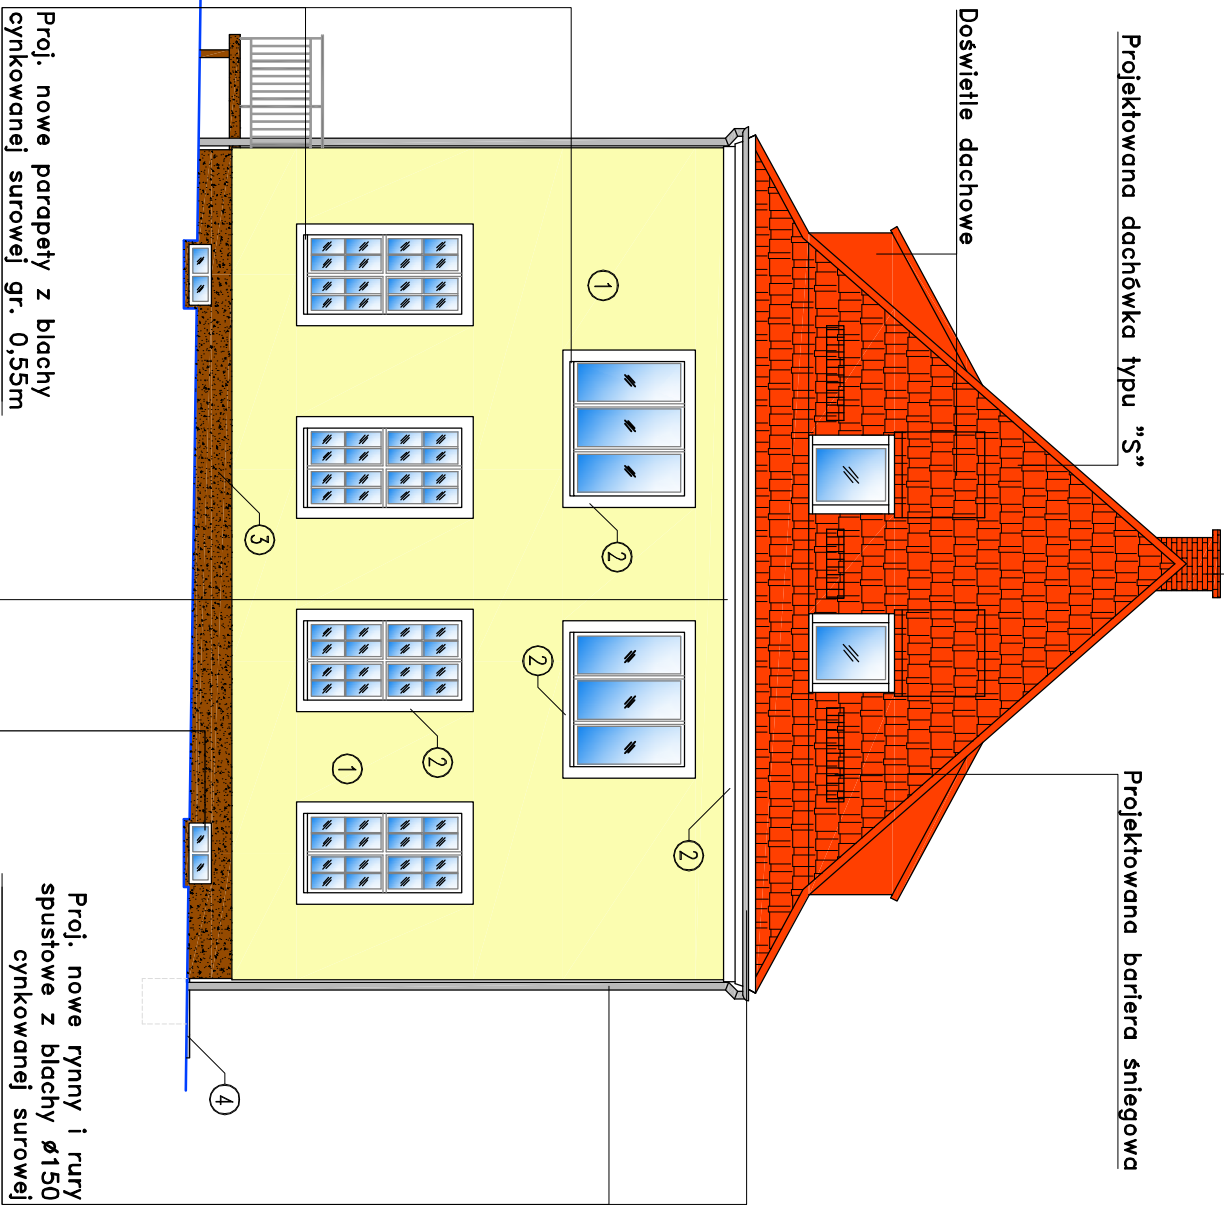 Projektowana dachówka typu "S"
Doświetle dachowe
Projektowana bariera śniegowa
1
2
2
2
1
2
3
4
Proj. nowe parapety z blachy
cynkowanej surowej gr. 0,55m
Proj. nowe rynny i rury
spustowe z blachy ø150
cynkowanej surowej